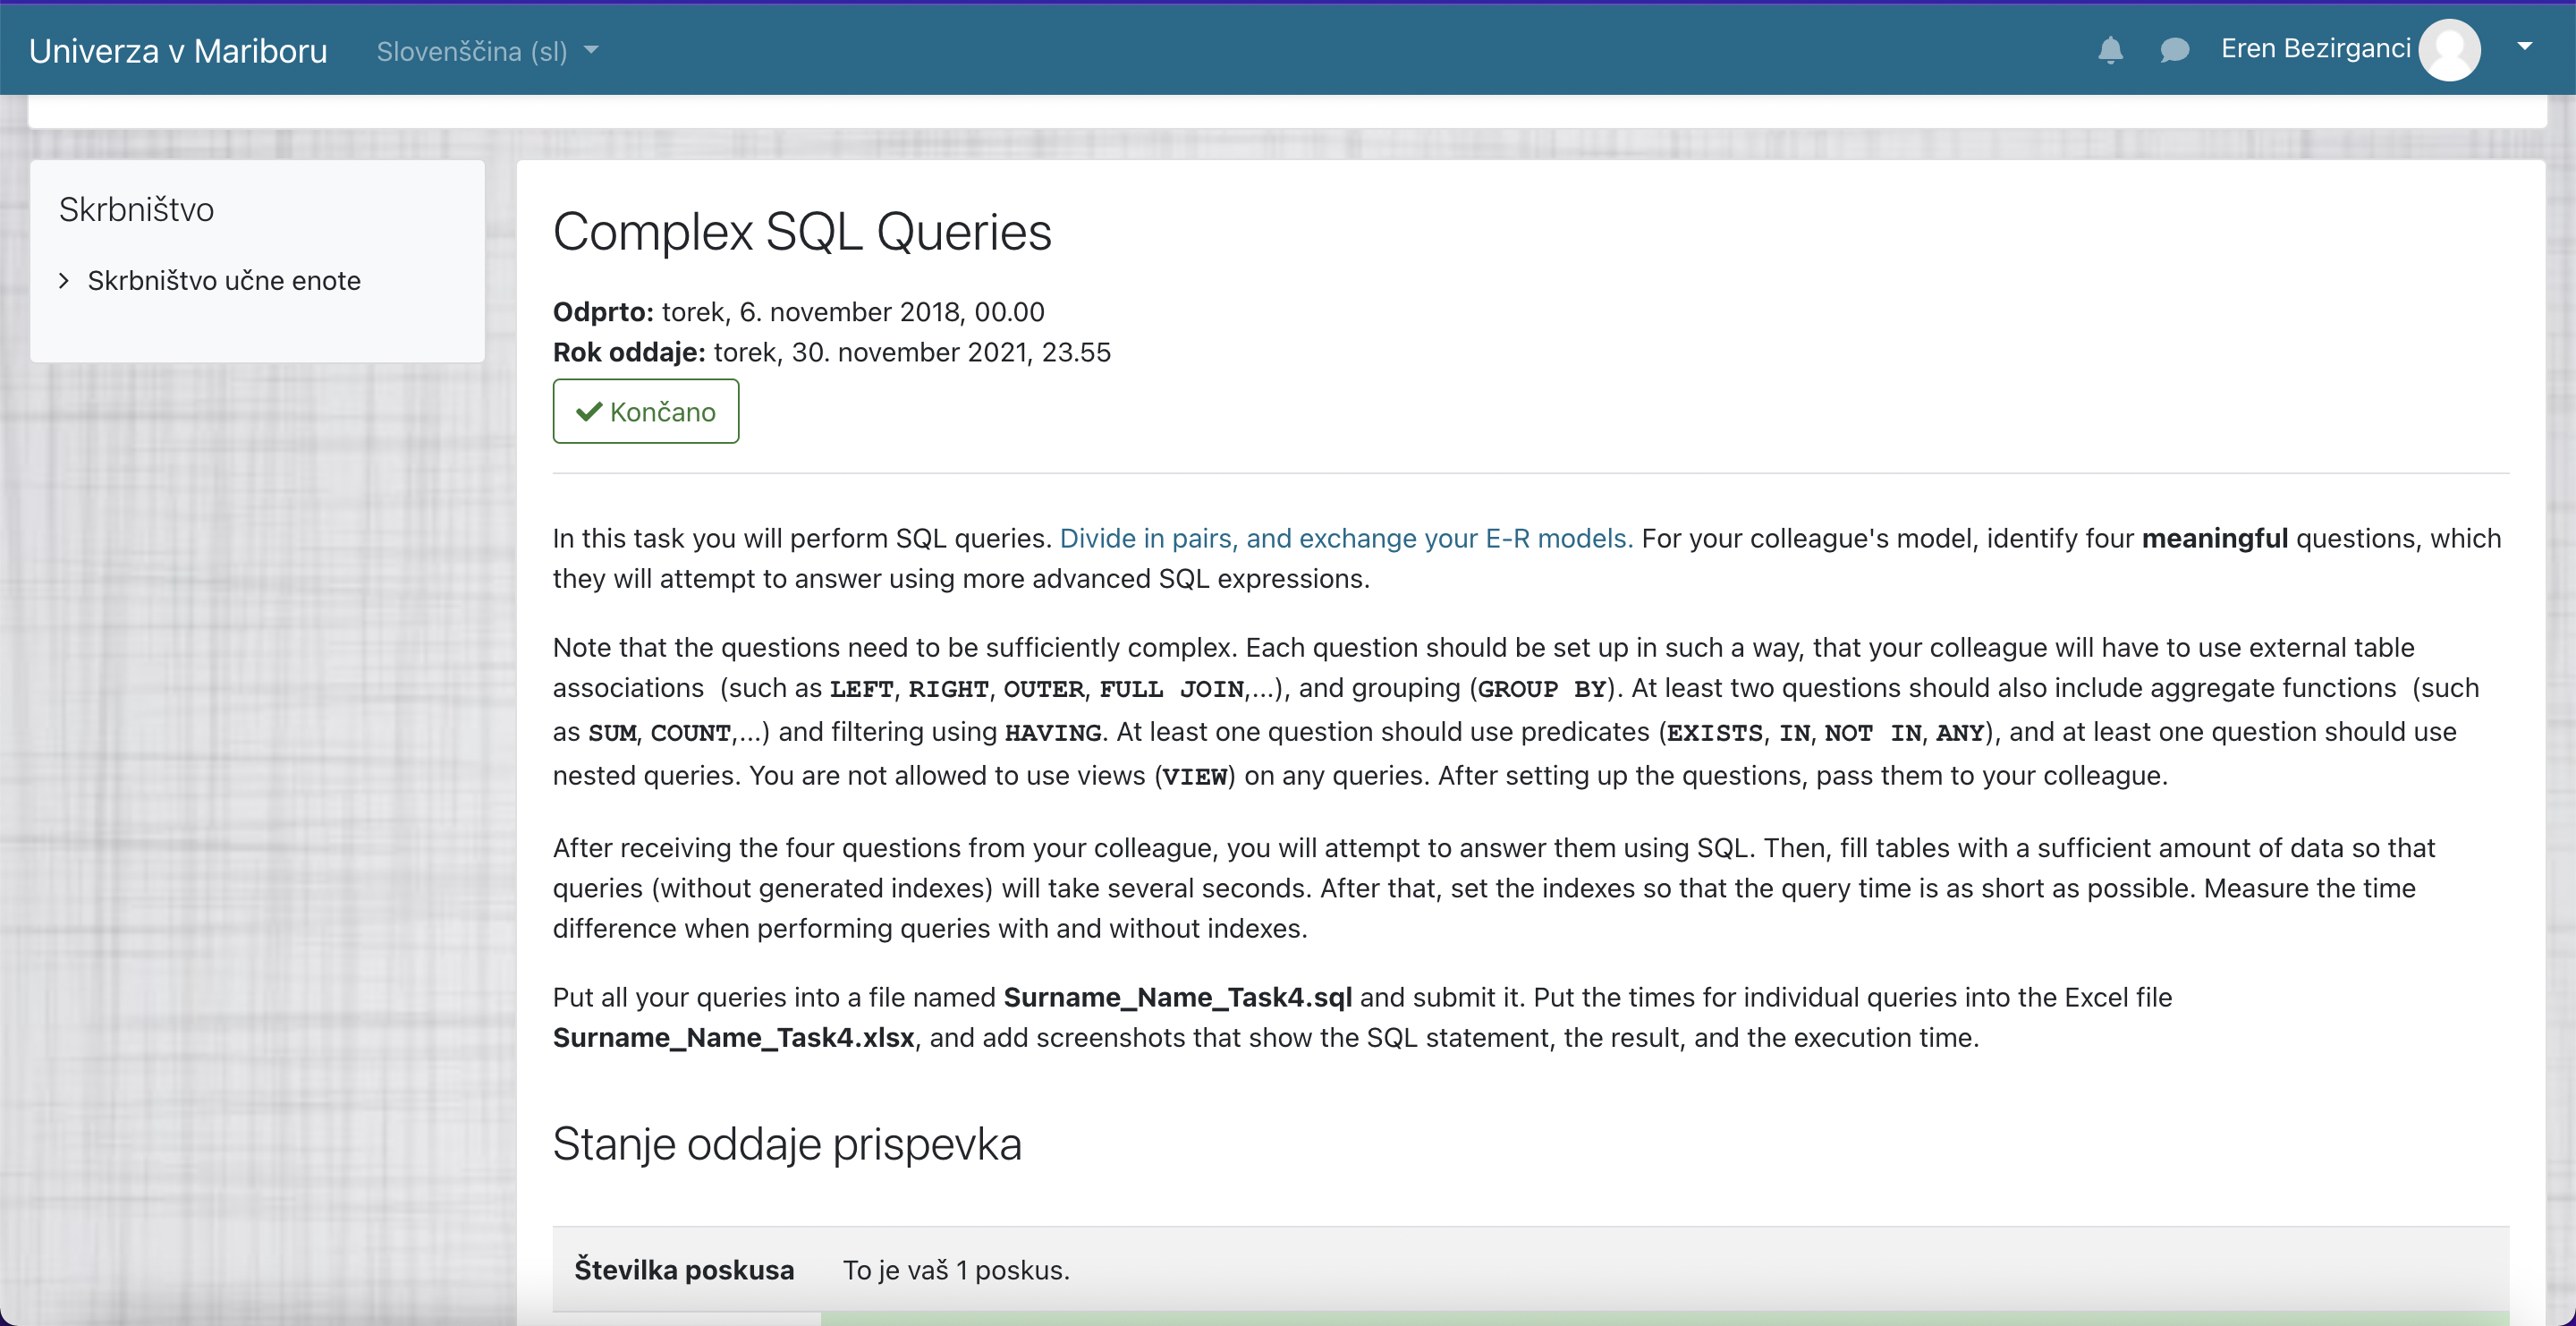 Univerza v Mariboru Slovenščina (sl) Eren Bezirganci
Skrbništvo
Skrbništvo učne enote
Complex SQL Queries
Odprto: torek, 6. november 2018, 00.00
Rok oddaje: torek, 30. november 2021, 23.55
Končano
In this task you will perform SQL queries. Divide in pairs, and exchange your E-R models. For your colleague's model, identify four meaningful questions, which
they will attempt to answer using more advanced SQL expressions.
Note that the questions need to be sufficiently complex. Each question should be set up in such a way, that your colleague will have to use external table
associations (such as LEFT, RIGHT, OUTER, FULL JOIN,...), and grouping (GROUP BY). At least two questions should also include aggregate functions (such
as SUM, COUNT,...) and filtering using HAVING. At least one question should use predicates (EXISTS, IN, NOT IN, ANY), and at least one question should use
nested queries. You are not allowed to use views (VIEW) on any queries. After setting up the questions, pass them to your colleague.
After receiving the four questions from your colleague, you will attempt to answer them using SQL. Then, fill tables with a sufficient amount of data so that
queries (without generated indexes) will take several seconds. After that, set the indexes so that the query time is as short as possible. Measure the time
difference when performing queries with and without indexes.
Put all your queries into a file named Surname_Name_Task4.sql and submit it. Put the times for individual queries into the Excel file
Surname_Name_Task4.xlsx, and add screenshots that show the SQL statement, the result, and the execution time.
Stanje oddaje prispevka
Številka poskusa To je vaš 1 poskus.